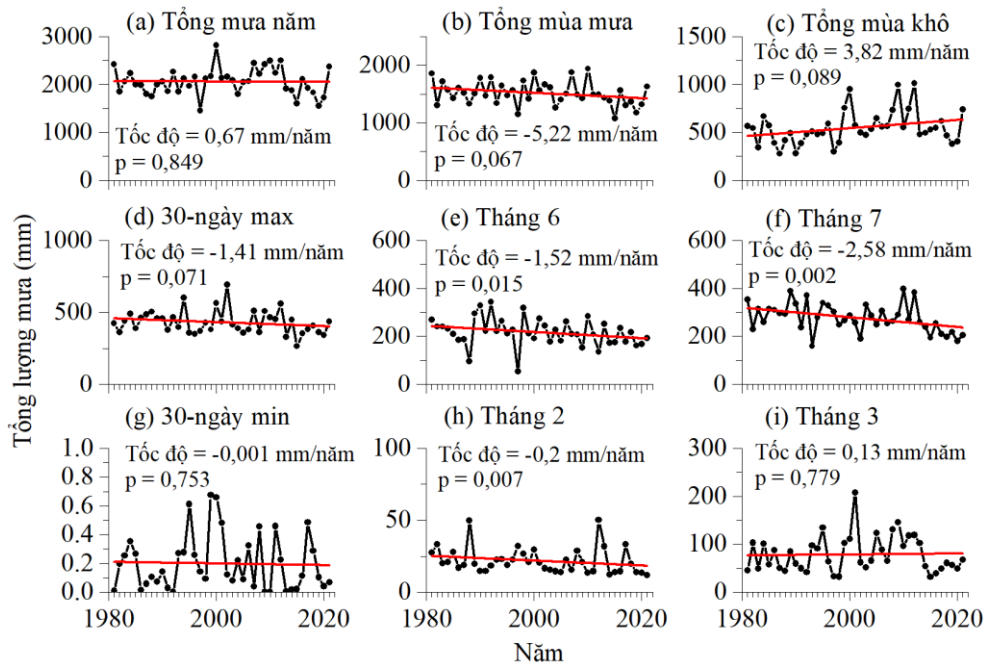 (a) Tổng mưa năm
3000
2000
1000
0
Tốc độ = 0,67 mm/năm
p = 0,849
(b) Tổng mùa mưa
2500
2000
1500
1000
500
0
Tốc độ = -5,22 mm/năm
p = 0,067
(c) Tổng mùa khô
1500
1000
500
0
Tốc độ = 3,82 mm/năm
p = 0,089
Tổng lượng mưa (mm)
(d) 30-ngày max
1000
500
0
Tốc độ = -1,41 mm/năm
p = 0,071
(e) Tháng 6
600
400
200
0
Tốc độ = -1,52 mm/năm
p = 0,015
(f) Tháng 7
600
400
200
0
Tốc độ = -2,58 mm/năm
p = 0,002
(g) 30-ngày min
1.0
0.8
0.6
0.4
0.2
0.0
Tốc độ = -0,001 mm/năm
p = 0,753
(h) Tháng 2
100
50
0
Tốc độ = -0,2 mm/năm
p = 0,007
(i) Tháng 3
300
200
100
0
Tốc độ = 0,13 mm/năm
p = 0,779
1980 2000 2020
1980 2000 2020
1980 2000 2020
Năm